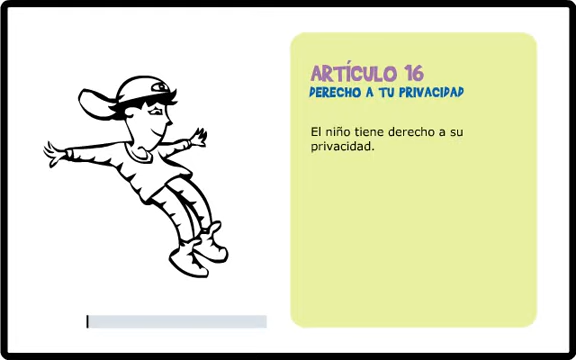 ARTÍCULO 16
DERECHO A TU PRIVACIDAD
El niño tiene derecho a su
privacidad.